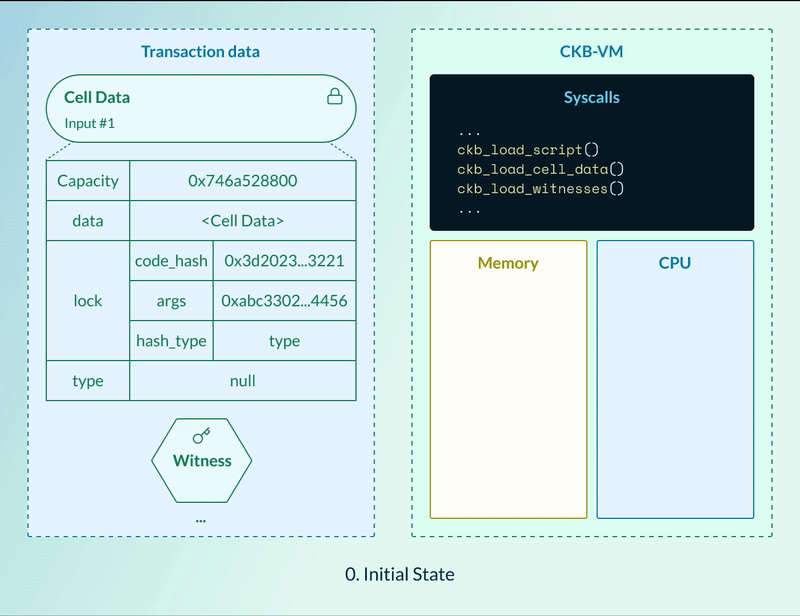 Transaction data
Cell Data
Input #1
Capacity 0x746a528800
data <Cell Data>
lock
code_hash 0x3d2023...3221
args 0xabc3302...4456
hash_type type
type null
Witness
...
CKB-VM
Syscalls
...
ckb_load_script()
ckb_load_cell_data()
ckb_load_witnesses()
...
Memory
CPU
0. Initial State